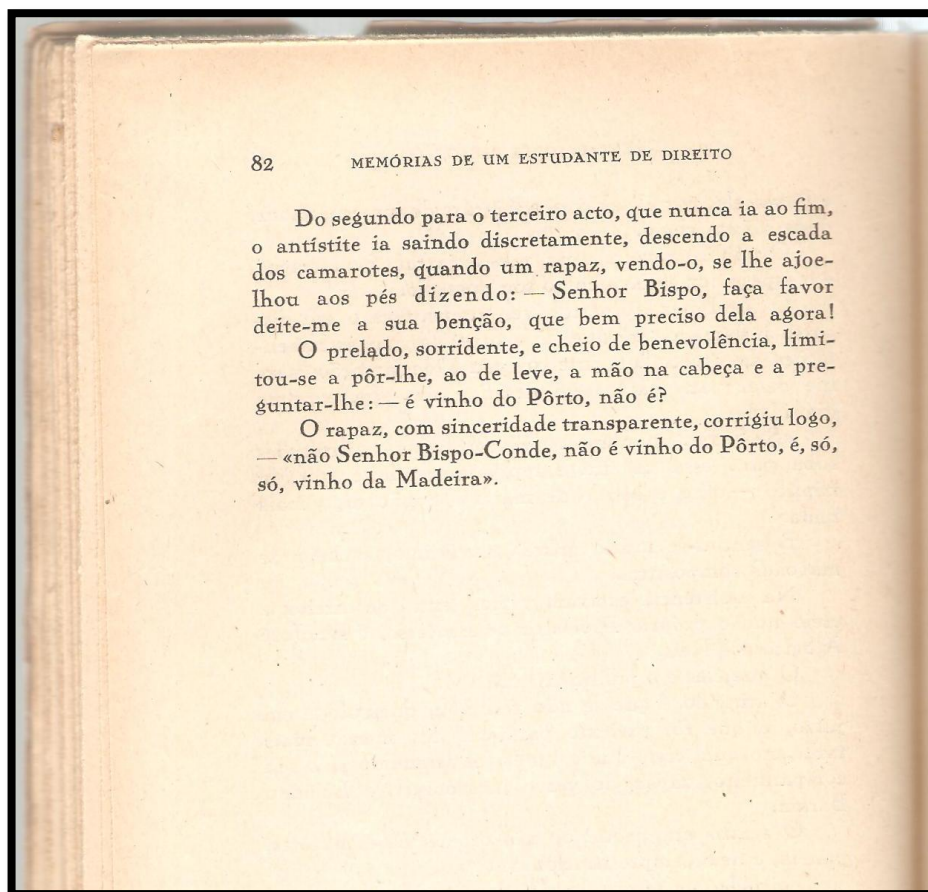 82 MEMÓRIAS DE UM ESTUDANTE DE DIREITO
Do segundo para o terceiro acto, que nunca ia ao fim,
o antístite ia saindo discretamente, descendo a escada
dos camarotes, quando um rapaz, vendo-o, se lhe ajoe-
lhou aos pés dizendo: — Senhor Bispo, faça favor
deite-me a sua benção, que bem preciso dela agora!
O prelado, sorridente, e cheio de benevolência, limi-
tou-se a pôr-lhe, ao de leve, a mão na cabeça e a pre-
guntar-lhe: — é vinho do Pôrto, não é?
O rapaz, com sinceridade transparente, corrigiu logo,
— «não Senhor Bispo-Conde, não é vinho do Pôrto, é, só,
só, vinho da Madeira».